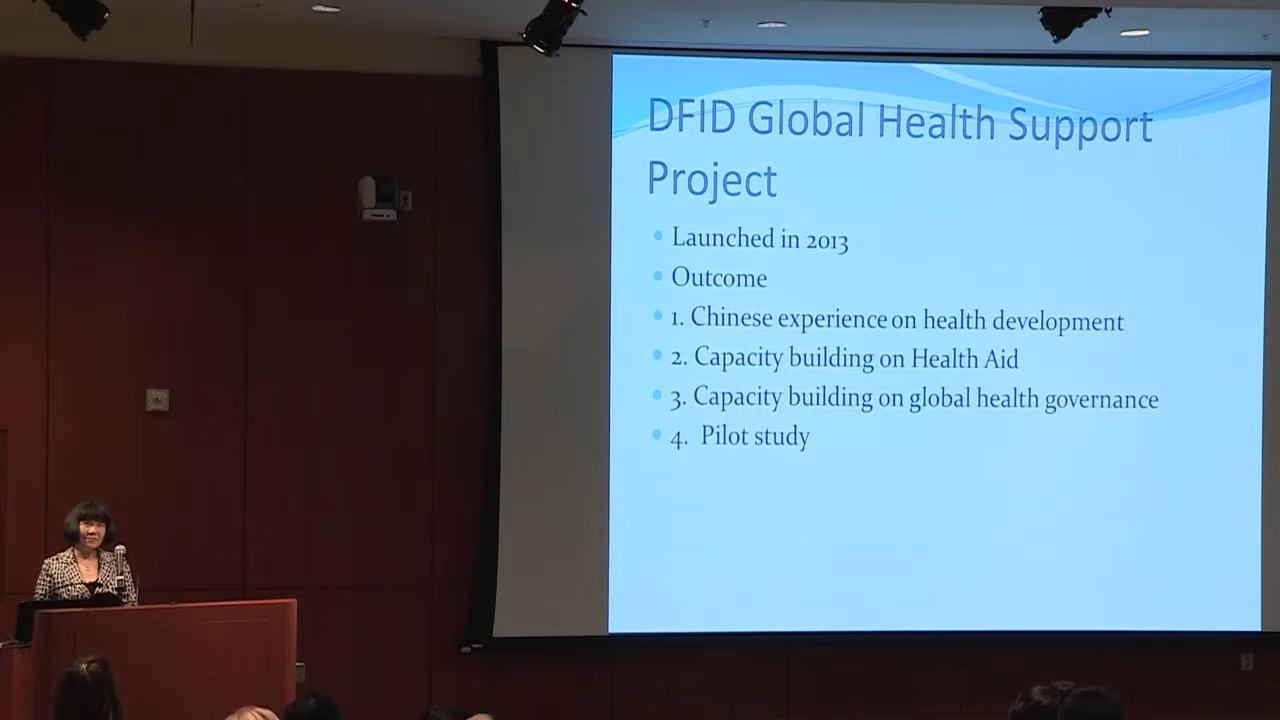 DFID Global Health Support
Project
Launched in 2013
Outcome
1. Chinese experience on health development
2. Capacity building on Health Aid
3. Capacity building on global health governance
4. Pilot study